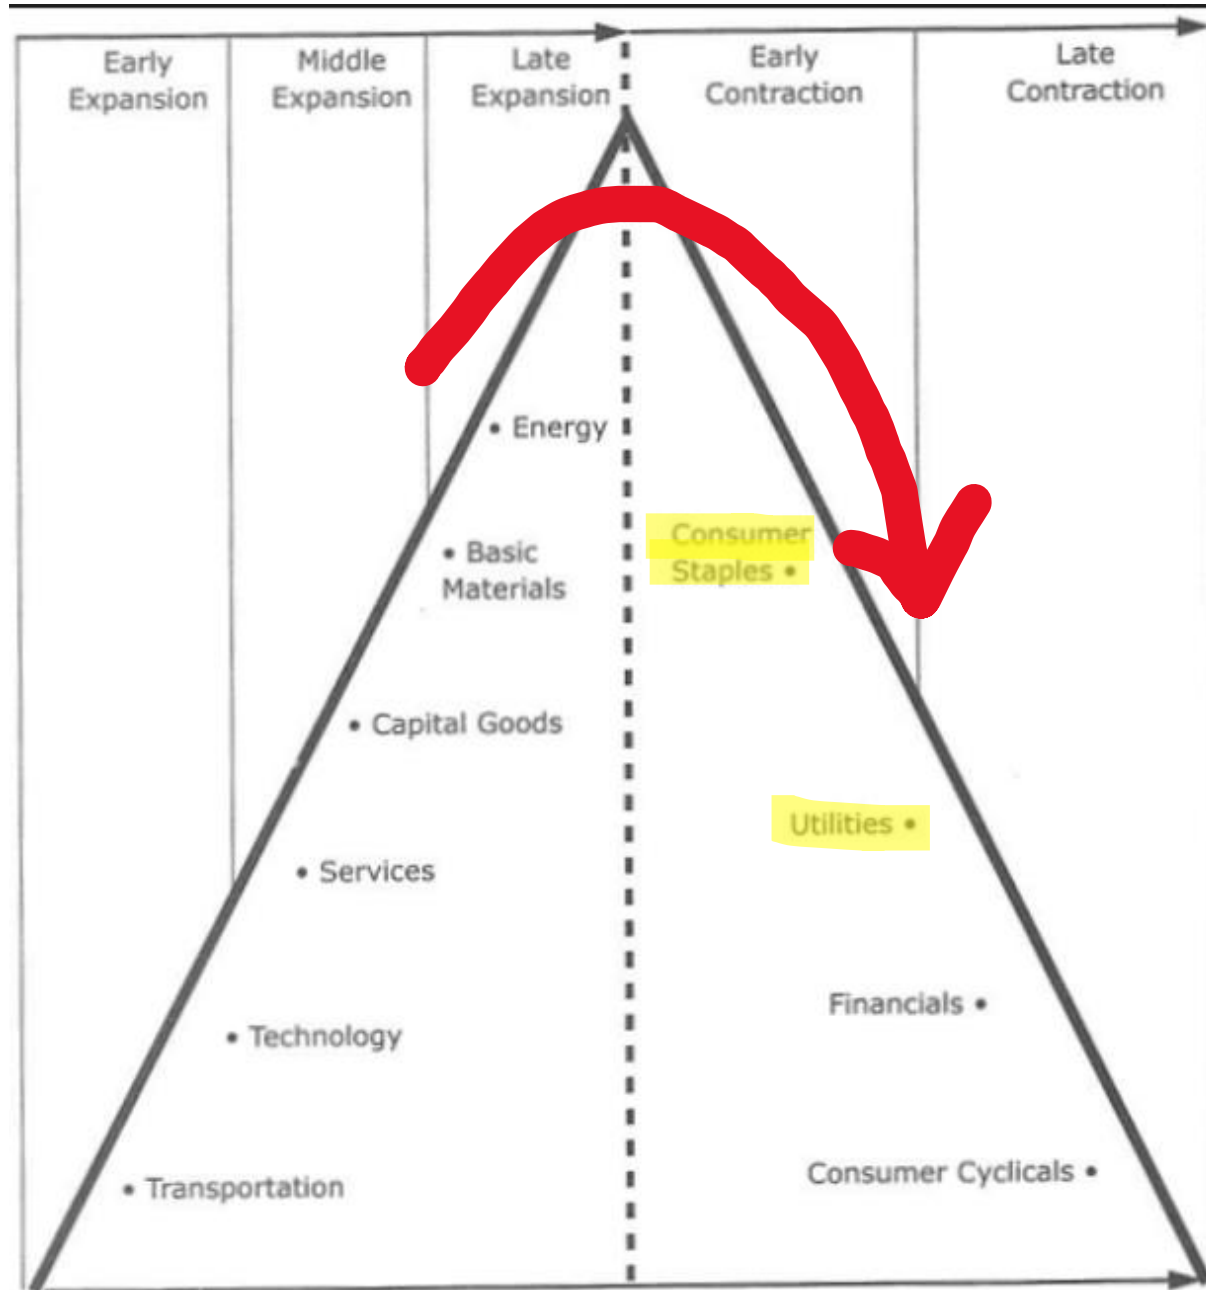 Early
Expansion
Middle
Expansion
Late
Expansion
Early
Contraction
Late
Contraction
• Energy
Consumer
Staples •
• Basic
Materials
• Capital Goods
Utilities •
• Services
Financials •
• Technology
Consumer Cyclicals •
• Transportation